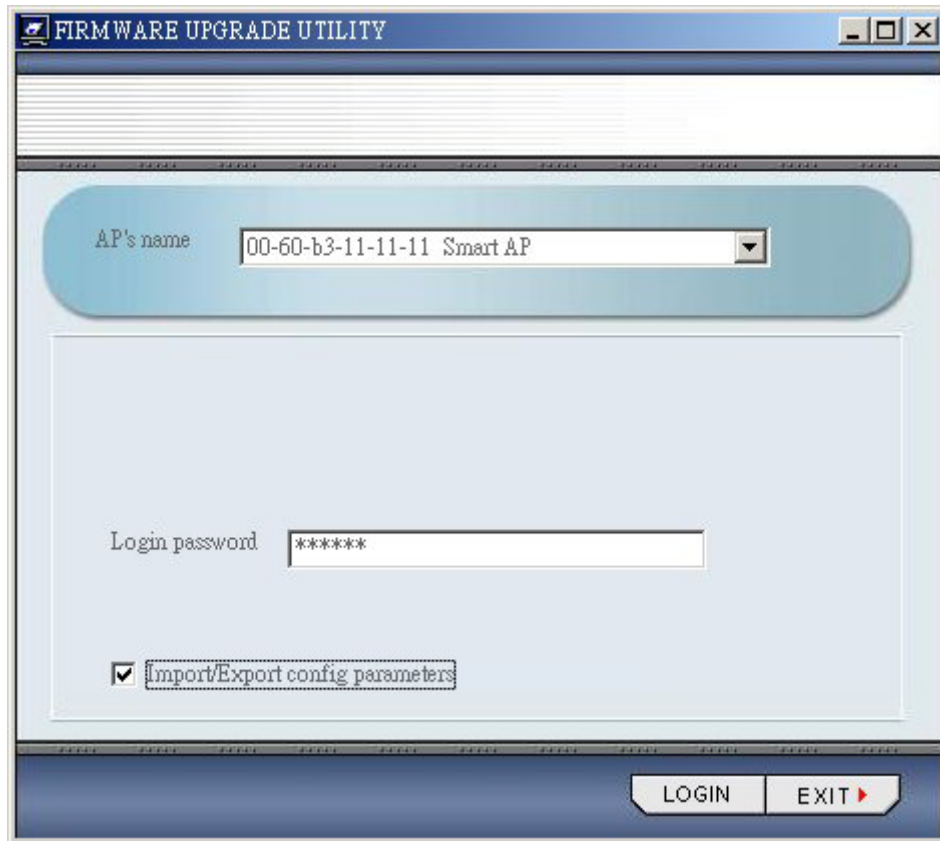 FIRMWARE UPGRADE UTILITY
AP's name
00-60-b3-11-11-11 Smart AP
Login password
******
Import/Export config parameters
LOGIN
EXIT